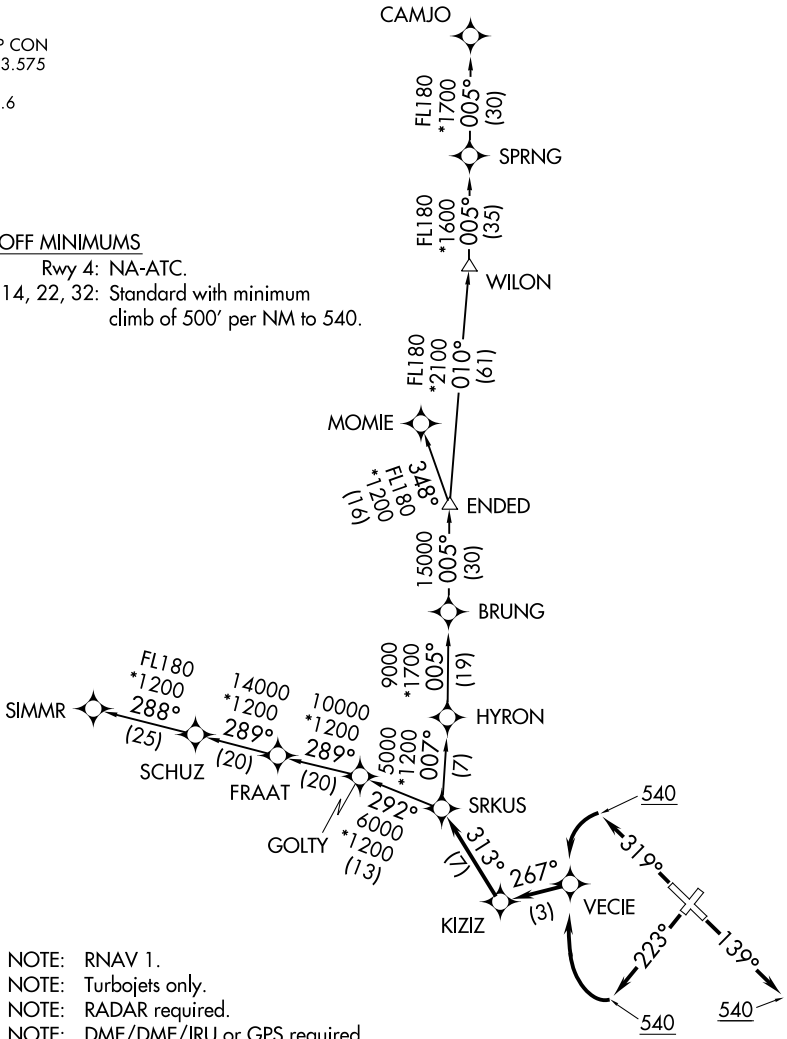 CAMJO
P CON
3.575
.6
FL180
*1700
005°
(30)
SPRNG
FL180
*1600
005°
(35)
OFF MINIMUMS
Rwy 4: NA-ATC.
14, 22, 32: Standard with minimum
climb of 500' per NM to 540.
WILON
FL180
*2100
010°
(61)
MOMIE
348°
FL180
*1200
(16)
ENDED
15000
005°
(30)
BRUNG
9000
*1700
005°
(19)
HYRON
5000
*1200
007°
(7)
SIMMR
FL180
*1200
288°
(25)
SCHUZ
14000
*1200
289°
(20)
FRAAT
10000
*1200
289°
(20)
GOLTY
292°
6000
*1200
(13)
SRKUS
313°
(7)
KIZIZ
267°
(3)
VECIE
540
319°
223°
139°
540
540
NOTE: RNAV 1.
NOTE: Turbojets only.
NOTE: RADAR required.
NOTE: DME/DME/IRU or GPS required